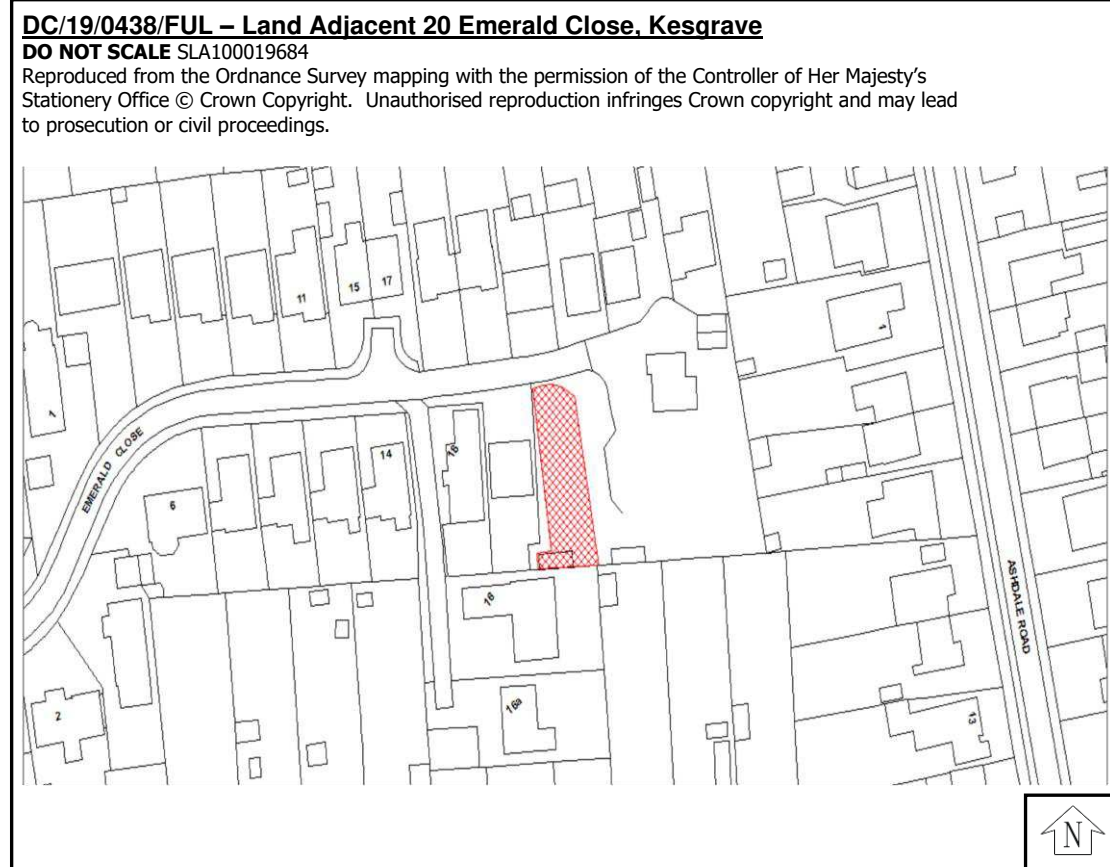 DC/19/0438/FUL – Land Adjacent 20 Emerald Close, Kesgrave
DO NOT SCALE SLA100019684
Reproduced from the Ordnance Survey mapping with the permission of the Controller of Her Majesty's
Stationery Office © Crown Copyright. Unauthorised reproduction infringes Crown copyright and may lead
to prosecution or civil proceedings.
11
15
17
1
1
EMERALD CLOSE
14
16
6
ASHDALE ROAD
18
16a
2
13
N